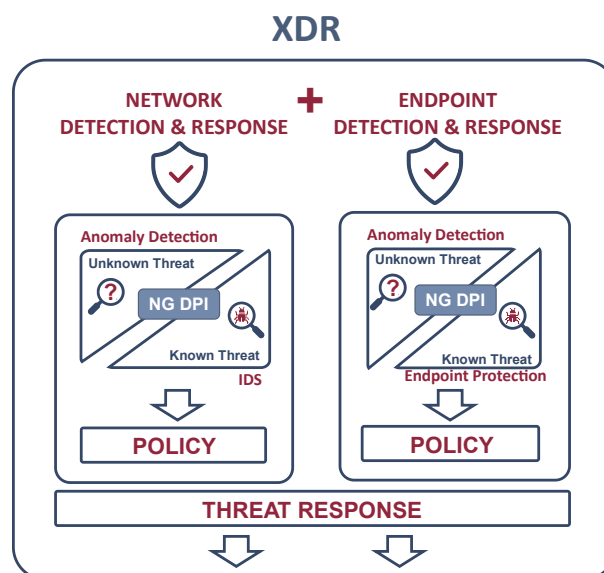 XDR
NETWORK
DETECTION & RESPONSE
+
ENDPOINT
DETECTION & RESPONSE
Anomaly Detection
Unknown Threat
?
NG DPI
Known Threat
IDS
POLICY
Anomaly Detection
Unknown Threat
?
NG DPI
Known Threat
Endpoint Protection
POLICY
THREAT RESPONSE